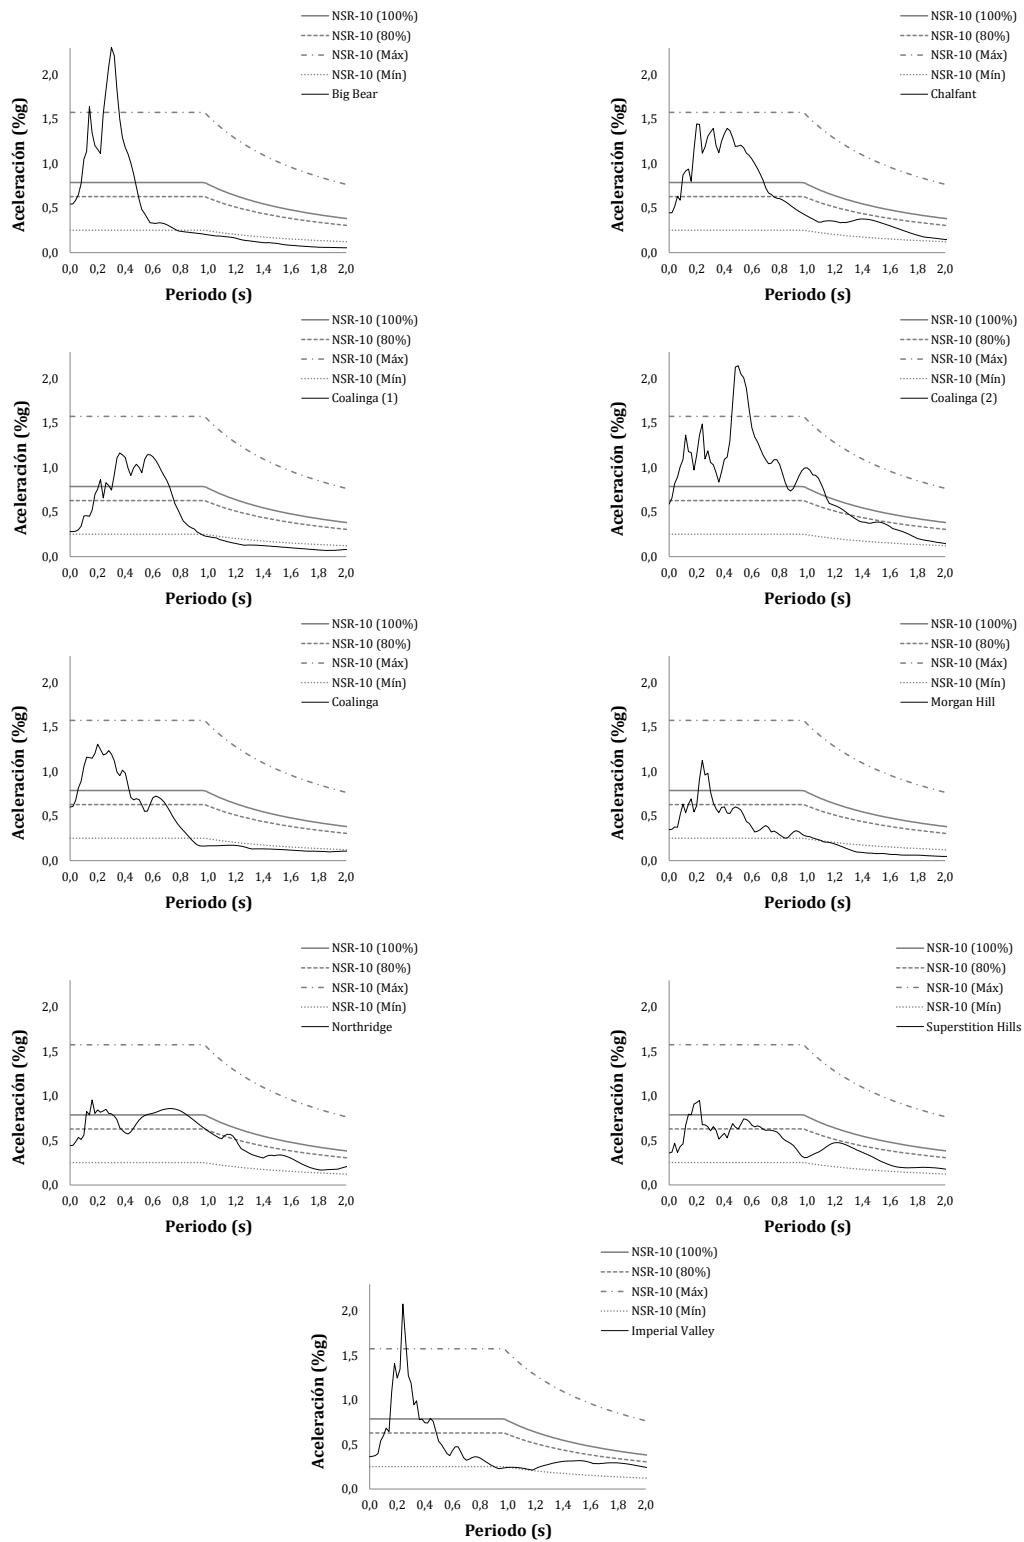 NSR-10 (100%)
NSR-10 (80%)
NSR-10 (Máx)
NSR-10 (Mín)
Big Bear
Aceleración (%g)
2,0
1,5
1,0
0,5
0,0
0,0 0,2 0,4 0,6 0,8 1,0 1,2 1,4 1,6 1,8 2,0
Periodo (s)
NSR-10 (100%)
NSR-10 (80%)
NSR-10 (Máx)
NSR-10 (Mín)
Chalfant
Aceleración (%g)
2,0
1,5
1,0
0,5
0,0
0,0 0,2 0,4 0,6 0,8 1,0 1,2 1,4 1,6 1,8 2,0
Periodo (s)
NSR-10 (100%)
NSR-10 (80%)
NSR-10 (Máx)
NSR-10 (Mín)
Coalinga (1)
Aceleración (%g)
2,0
1,5
1,0
0,5
0,0
0,0 0,2 0,4 0,6 0,8 1,0 1,2 1,4 1,6 1,8 2,0
Periodo (s)
NSR-10 (100%)
NSR-10 (80%)
NSR-10 (Máx)
NSR-10 (Mín)
Coalinga (2)
Aceleración (%g)
2,0
1,5
1,0
0,5
0,0
0,0 0,2 0,4 0,6 0,8 1,0 1,2 1,4 1,6 1,8 2,0
Periodo (s)
NSR-10 (100%)
NSR-10 (80%)
NSR-10 (Máx)
NSR-10 (Mín)
Coalinga
Aceleración (%g)
2,0
1,5
1,0
0,5
0,0
0,0 0,2 0,4 0,6 0,8 1,0 1,2 1,4 1,6 1,8 2,0
Periodo (s)
NSR-10 (100%)
NSR-10 (80%)
NSR-10 (Máx)
NSR-10 (Mín)
Morgan Hill
Aceleración (%g)
2,0
1,5
1,0
0,5
0,0
0,0 0,2 0,4 0,6 0,8 1,0 1,2 1,4 1,6 1,8 2,0
Periodo (s)
NSR-10 (100%)
NSR-10 (80%)
NSR-10 (Máx)
NSR-10 (Mín)
Northridge
Aceleración (%g)
2,0
1,5
1,0
0,5
0,0
0,0 0,2 0,4 0,6 0,8 1,0 1,2 1,4 1,6 1,8 2,0
Periodo (s)
NSR-10 (100%)
NSR-10 (80%)
NSR-10 (Máx)
NSR-10 (Mín)
Superstition Hills
Aceleración (%g)
2,0
1,5
1,0
0,5
0,0
0,0 0,2 0,4 0,6 0,8 1,0 1,2 1,4 1,6 1,8 2,0
Periodo (s)
NSR-10 (100%)
NSR-10 (80%)
NSR-10 (Máx)
NSR-10 (Mín)
Imperial Valley
Aceleración (%g)
2,0
1,5
1,0
0,5
0,0
0,0 0,2 0,4 0,6 0,8 1,0 1,2 1,4 1,6 1,8 2,0
Periodo (s)